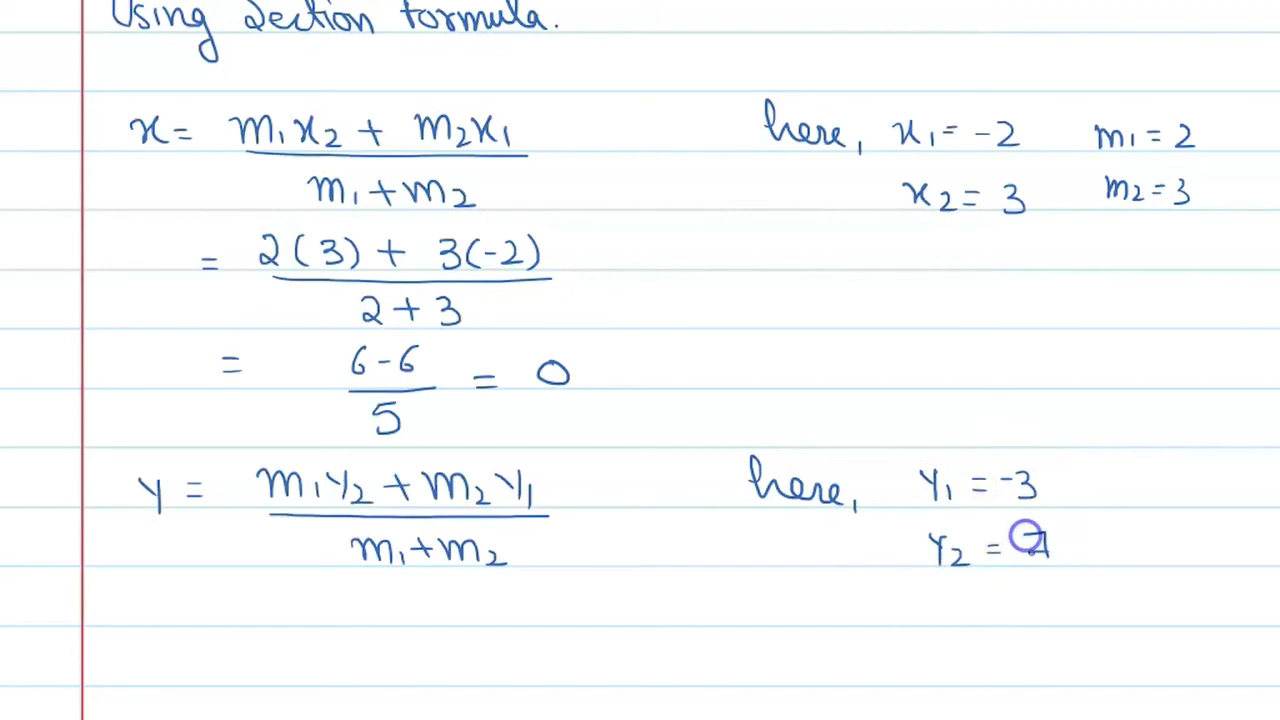 Using Section formula.
x = m1x2 + m2x1 / m1 + m2
here, x1 = -2 m1 = 2
x2 = 3 m2 = 3
= 2(3) + 3(-2) / 2 + 3
= 6 - 6 / 5 = 0
Y = m1Y2 + m2Y1 / m1 + m2
here, Y1 = -3
Y2 =